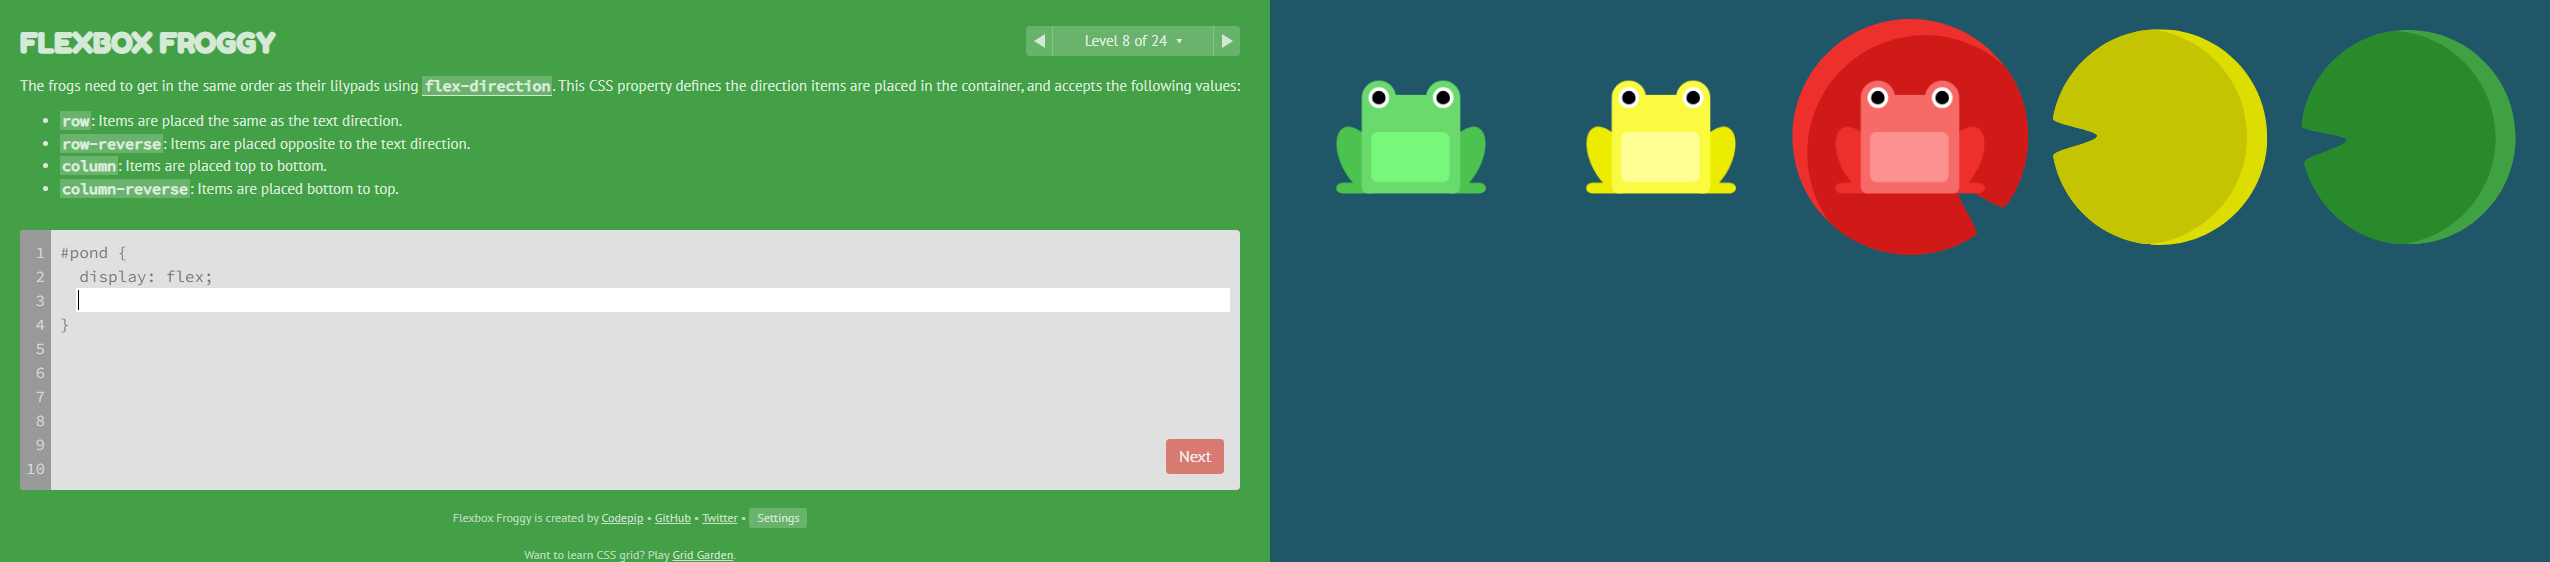 FLEXBOX FROGGY
Level 8 of 24
The frogs need to get in the same order as their lilypads using flex-direction. This CSS property defines the direction items are placed in the container, and accepts the following values:
row: Items are placed the same as the text direction.
row-reverse: Items are placed opposite to the text direction.
column: Items are placed top to bottom.
column-reverse: Items are placed bottom to top.
1 #pond {
2 display: flex;
3
4 }
5
6
7
8
9
10
Next
Flexbox Froggy is created by Codepip • GitHub • Twitter • Settings
Want to learn CSS grid? Play Grid Garden.